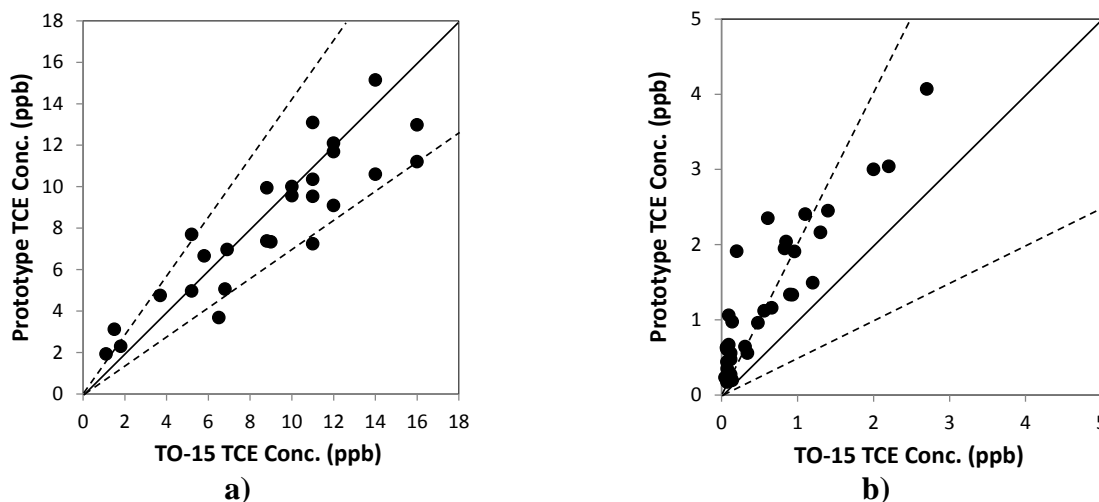 18
16
14
12
10
8
6
4
2
0
Prototype TCE Conc. (ppb)
0 2 4 6 8 10 12 14 16 18
TO-15 TCE Conc. (ppb)
a)
5
4
3
2
1
0
Prototype TCE Conc. (ppb)
0 1 2 3 4 5
TO-15 TCE Conc. (ppb)
b)